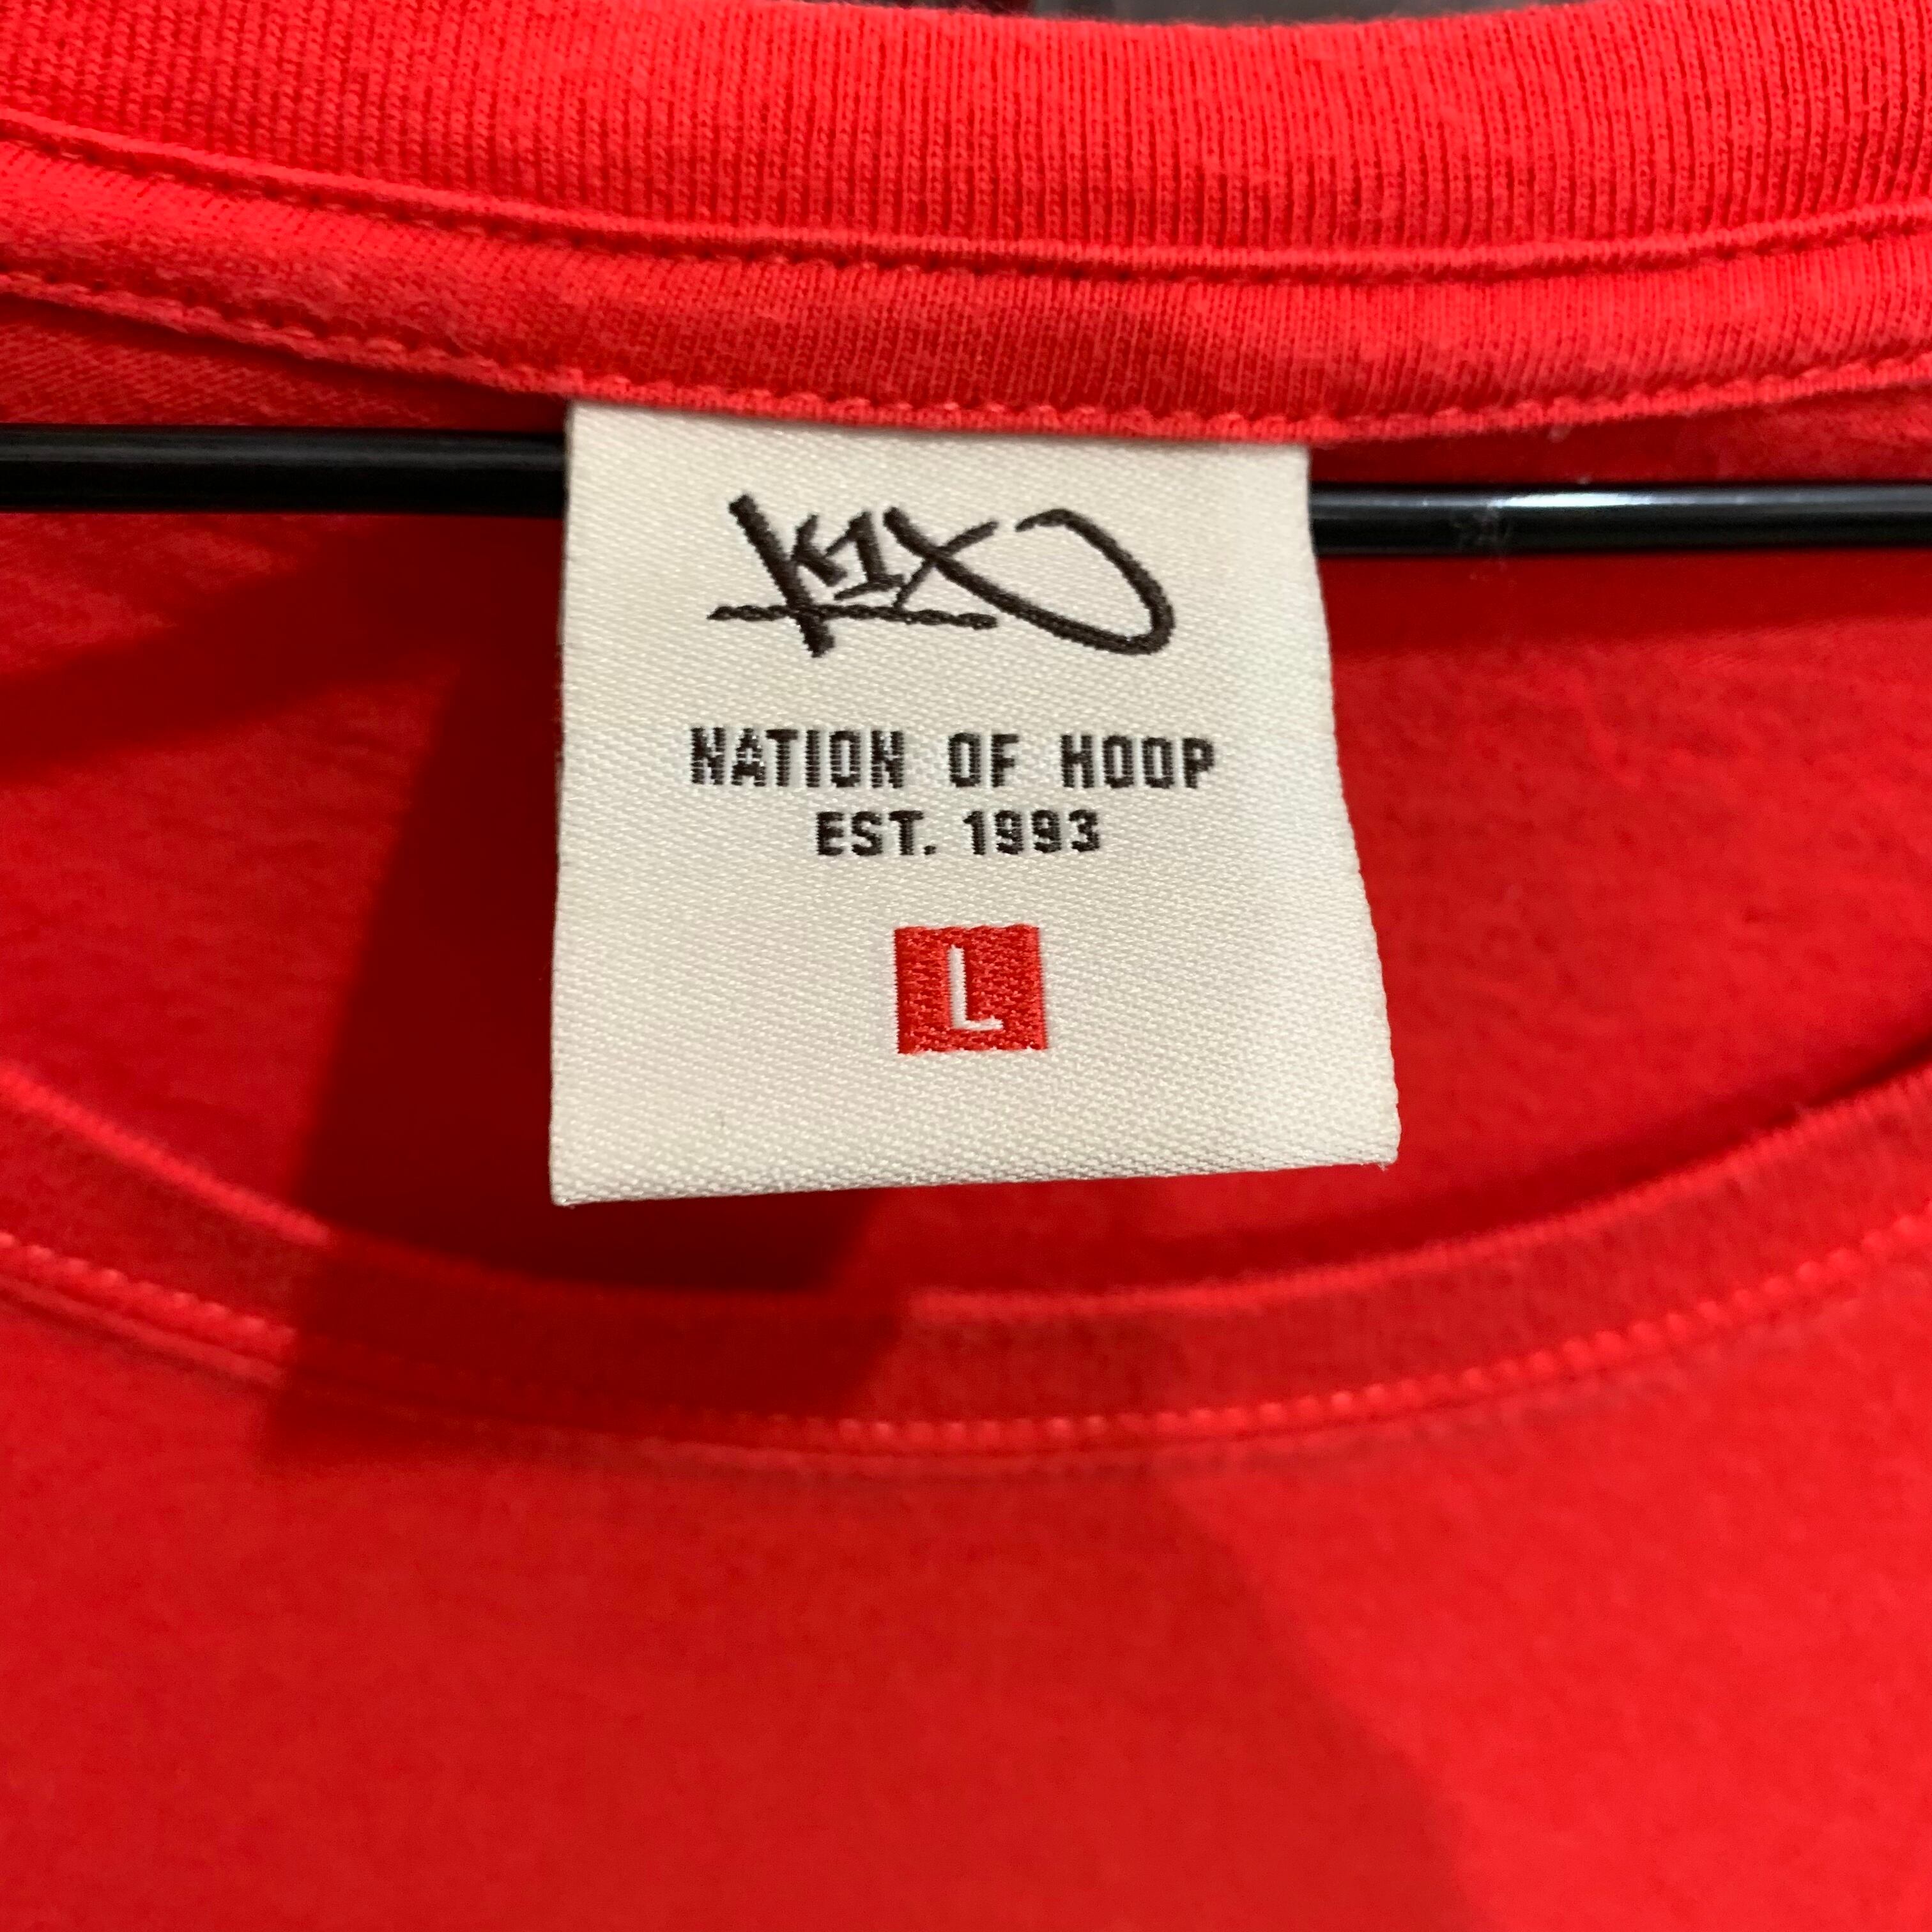 K1X
NATION OF HOOP
EST. 1993
L